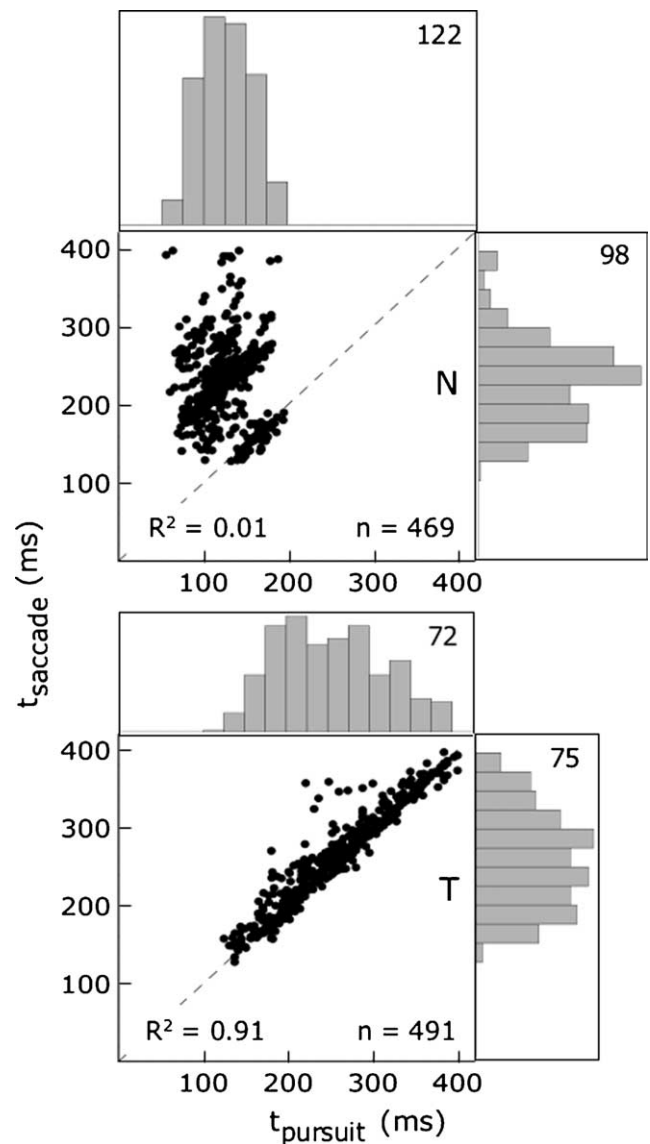 122
400
98
300
N
200
100
R² = 0.01 n = 469
100 200 300 400
t_saccade (ms)
72
400
75
300
T
200
100
R² = 0.91 n = 491
100 200 300 400
t_pursuit (ms)